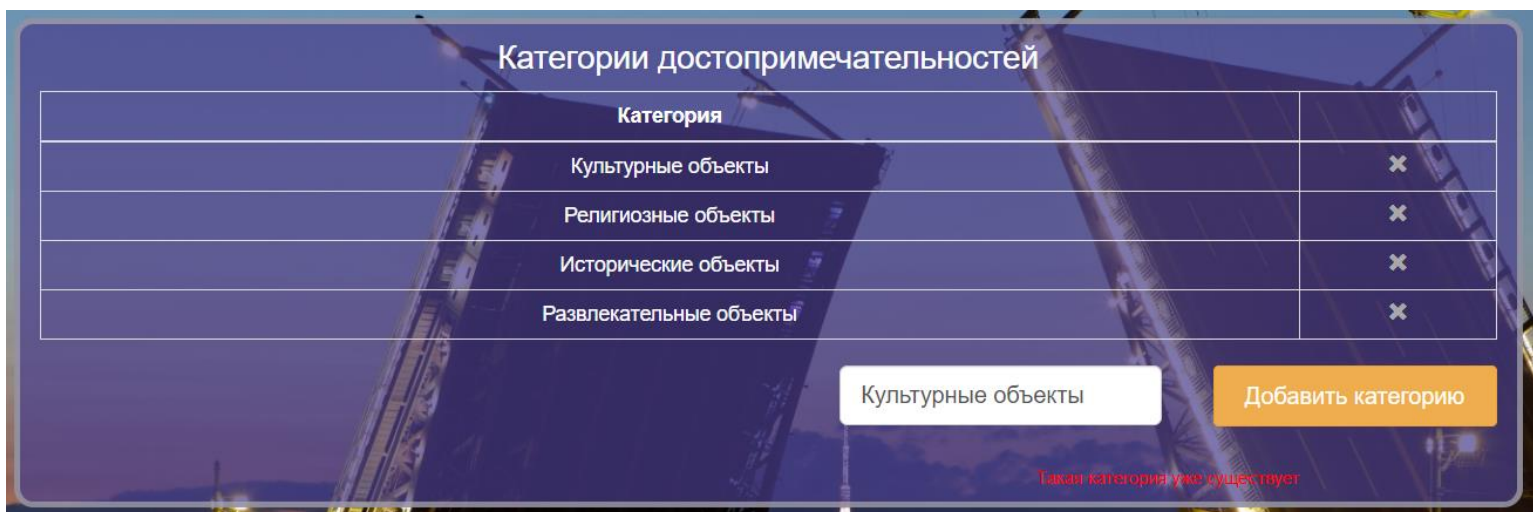 Категории достопримечательностей
Категория
Культурные объекты
Религиозные объекты
Исторические объекты
Развлекательные объекты
Культурные объекты
Добавить категорию
Такая категория уже существует